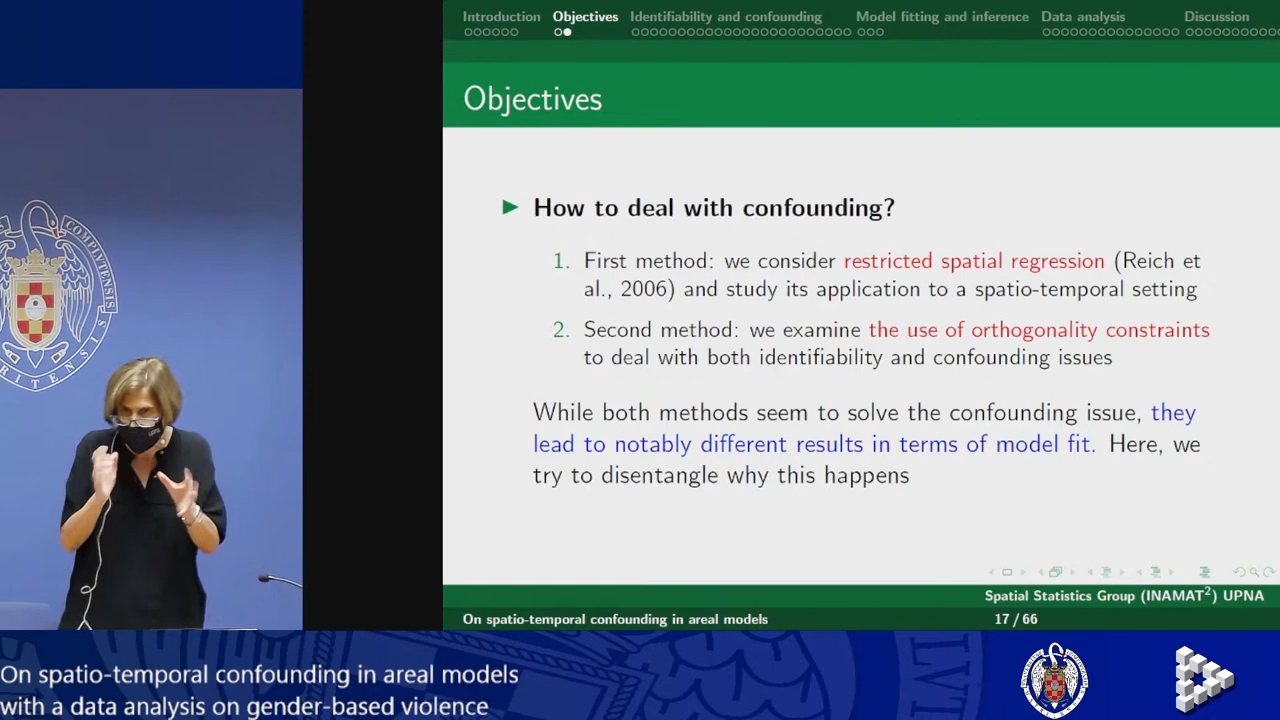 Introduction
Objectives
Identifiability and confounding
Model fitting and inference
Data analysis
Discussion
Objectives
How to deal with confounding?
1. First method: we consider restricted spatial regression (Reich et
al., 2006) and study its application to a spatio-temporal setting
2. Second method: we examine the use of orthogonality constraints
to deal with both identifiability and confounding issues
While both methods seem to solve the confounding issue, they
lead to notably different results in terms of model fit. Here, we
try to disentangle why this happens
Spatial Statistics Group (INAMAT²) UPNA
On spatio-temporal confounding in areal models
17 / 66
On spatio-temporal confounding in areal models
with a data analysis on gender-based violence